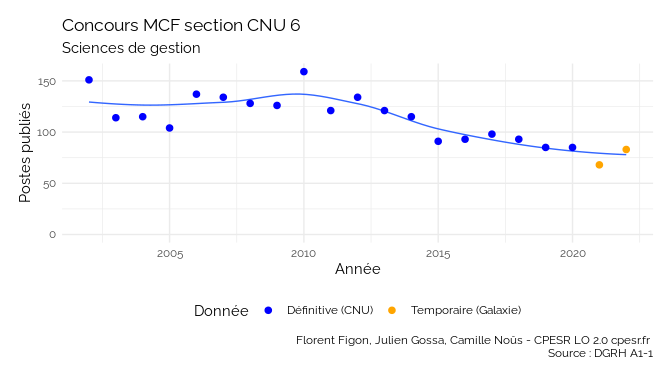 Concours MCF section CNU 6
Sciences de gestion
Postes publiés
150
100
50
0
2005 2010 2015 2020
Année
Donnée Définitive (CNU) Temporaire (Galaxie)
Florent Figon, Julien Gossa, Camille Noûs - CPESR LO 2.0 cpesr.fr
Source : DGRH A1-1